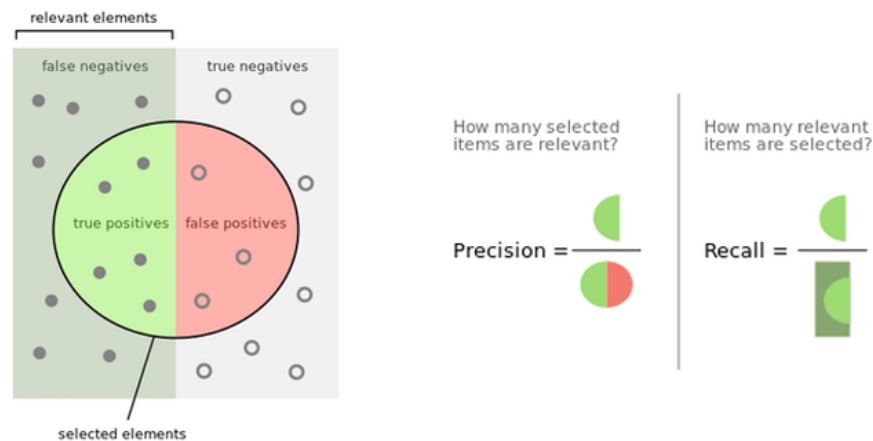 relevant elements
false negatives
true negatives
true positives
false positives
selected elements
How many selected
items are relevant?
Precision =
How many relevant
items are selected?
Recall =